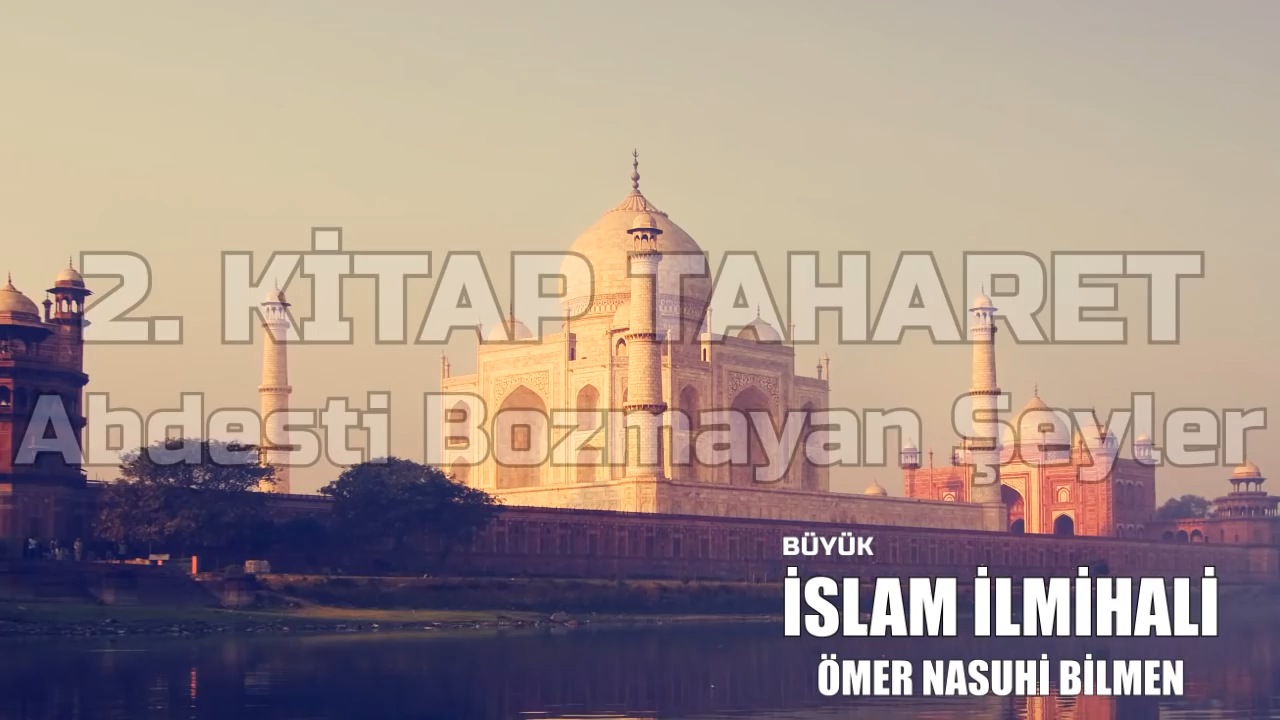 2. KİTAP TAHARET
Abdesti Bozmayan Şeyler
BÜYÜK
İSLAM İLMİHALİ
ÖMER NASUHİ BİLMEN